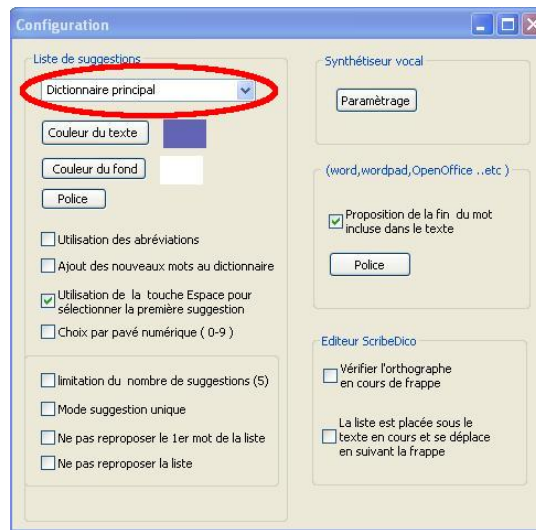 Configuration
Liste de suggestions
Dictionnaire principal
Couleur du texte
Couleur du fond
Police
Utilisation des abréviations
Ajout des nouveaux mots au dictionnaire
Utilisation de la touche Espace pour
sélectionner la première suggestion
Choix par pavé numérique ( 0-9 )
limitation du nombre de suggestions (5)
Mode suggestion unique
Ne pas reproposer le 1er mot de la liste
Ne pas reproposer la liste
Synthétiseur vocal
Paramètrage
(word,wordpad,OpenOffice ..etc )
Proposition de la fin du mot
incluse dans le texte
Police
Editeur ScribeDico
Vérifier l'orthographe
en cours de frappe
La liste est placée sous le
texte en cours et se déplace
en suivant la frappe